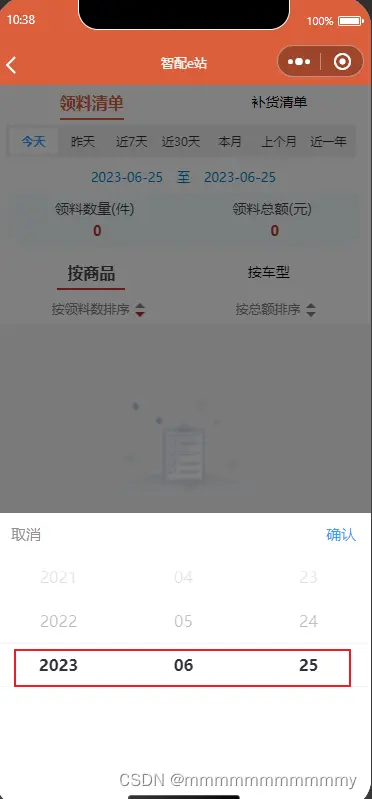 10:38
100%
智配e站
领料清单 补货清单
今天 昨天 近7天 近30天 本月 上个月 近一年
2023-06-25 至 2023-06-25
领料数量(件) 领料总额(元)
0 0
按商品 按车型
按领料数排序 按总额排序
取消 确认
2021 04 23
2022 05 24
2023 06 25
CSDN @mmmmmmmmmmmmy